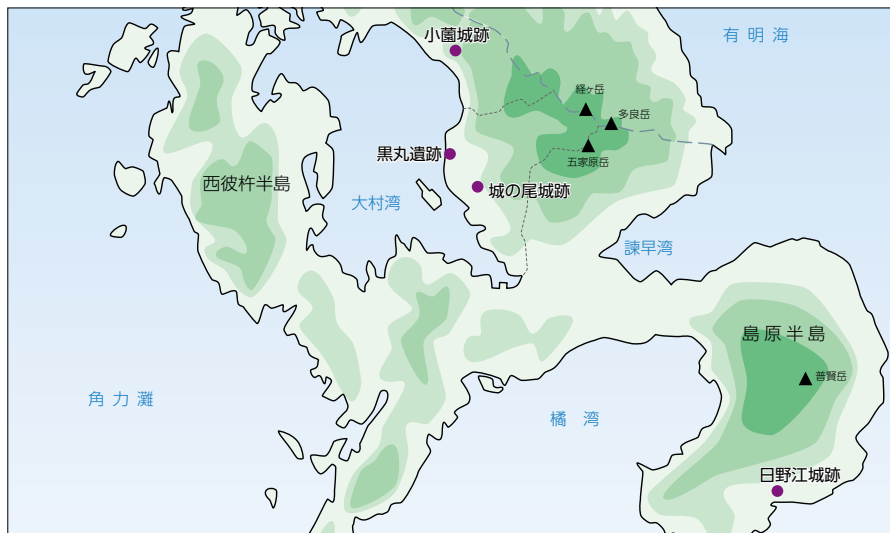 有明海
小薗城跡
経ヶ岳
多良岳
黒丸遺跡
五家原岳
西彼杵半島
城の尾城跡
大村湾
諫早湾
島原半島
普賢岳
角力灘
橘湾
日野江城跡